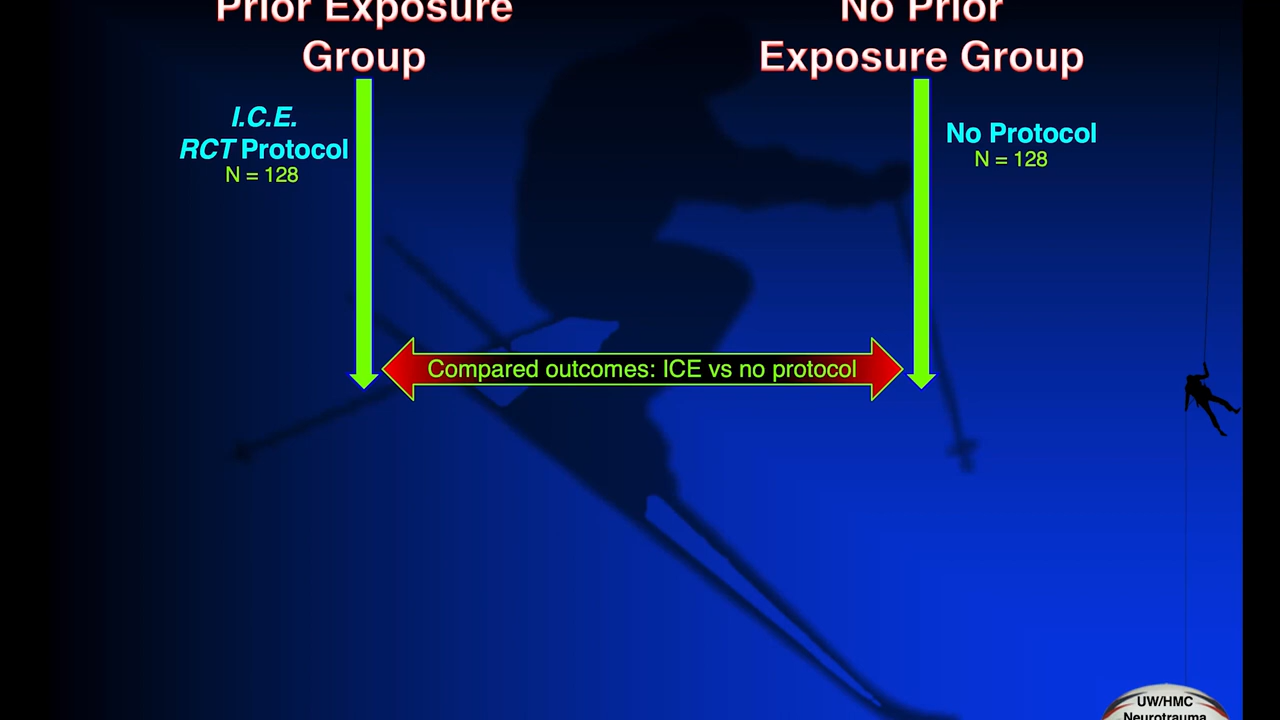 Prior Exposure
Group
No Prior
Exposure Group
I.C.E.
RCT Protocol
N = 128
No Protocol
N = 128
Compared outcomes: ICE vs no protocol
UW/HMC
Neurotrauma